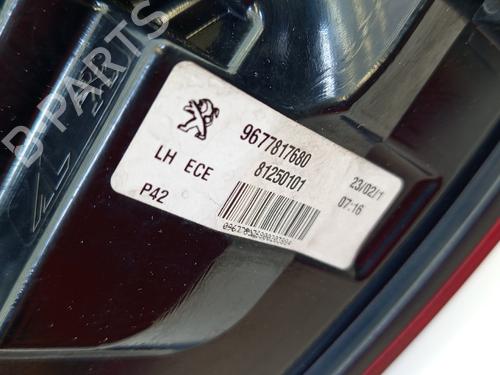 D PARTS
9677817680
LH ECE
81250101
23/02/1
P42
07:16